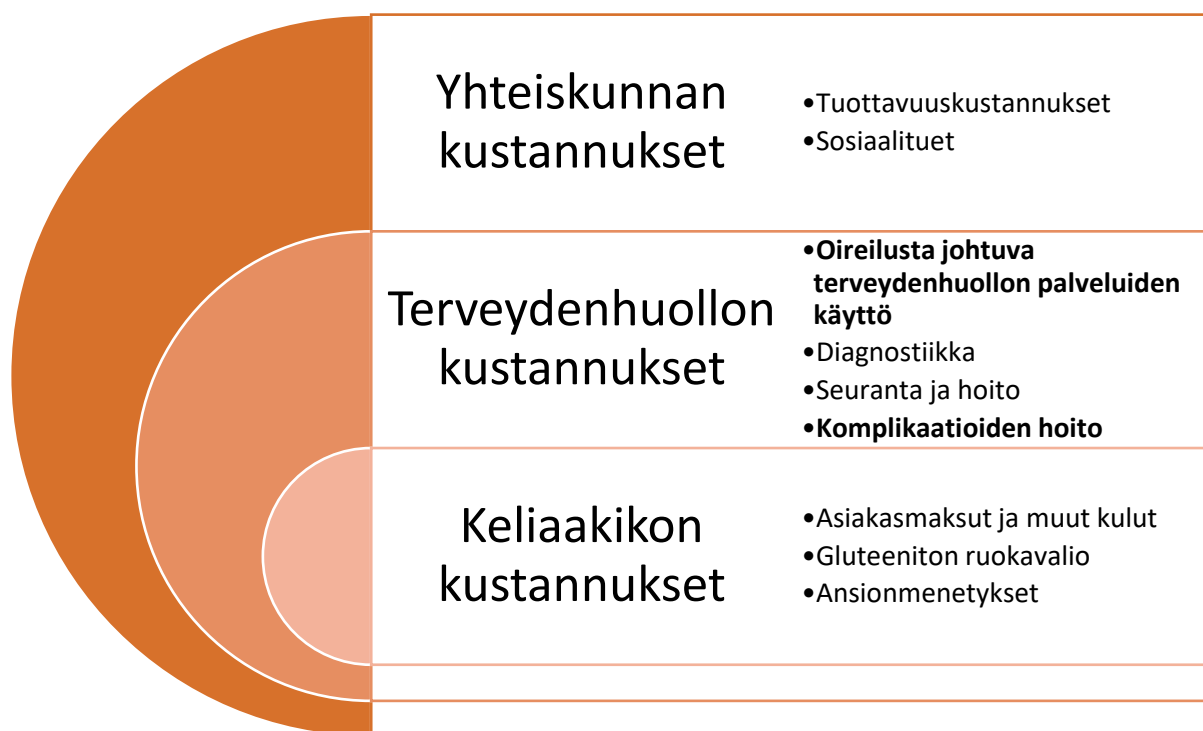 Yhteiskunnan
kustannukset
•Tuottavuuskustannukset
•Sosiaalituet
Terveydenhuollon
kustannukset
•Oireilusta johtuva
terveydenhuollon palveluiden
käyttö
•Diagnostiikka
•Seuranta ja hoito
•Komplikaatioiden hoito
Keliaakikon
kustannukset
•Asiakasmaksut ja muut kulut
•Gluteeniton ruokavalio
•Ansionmenetykset